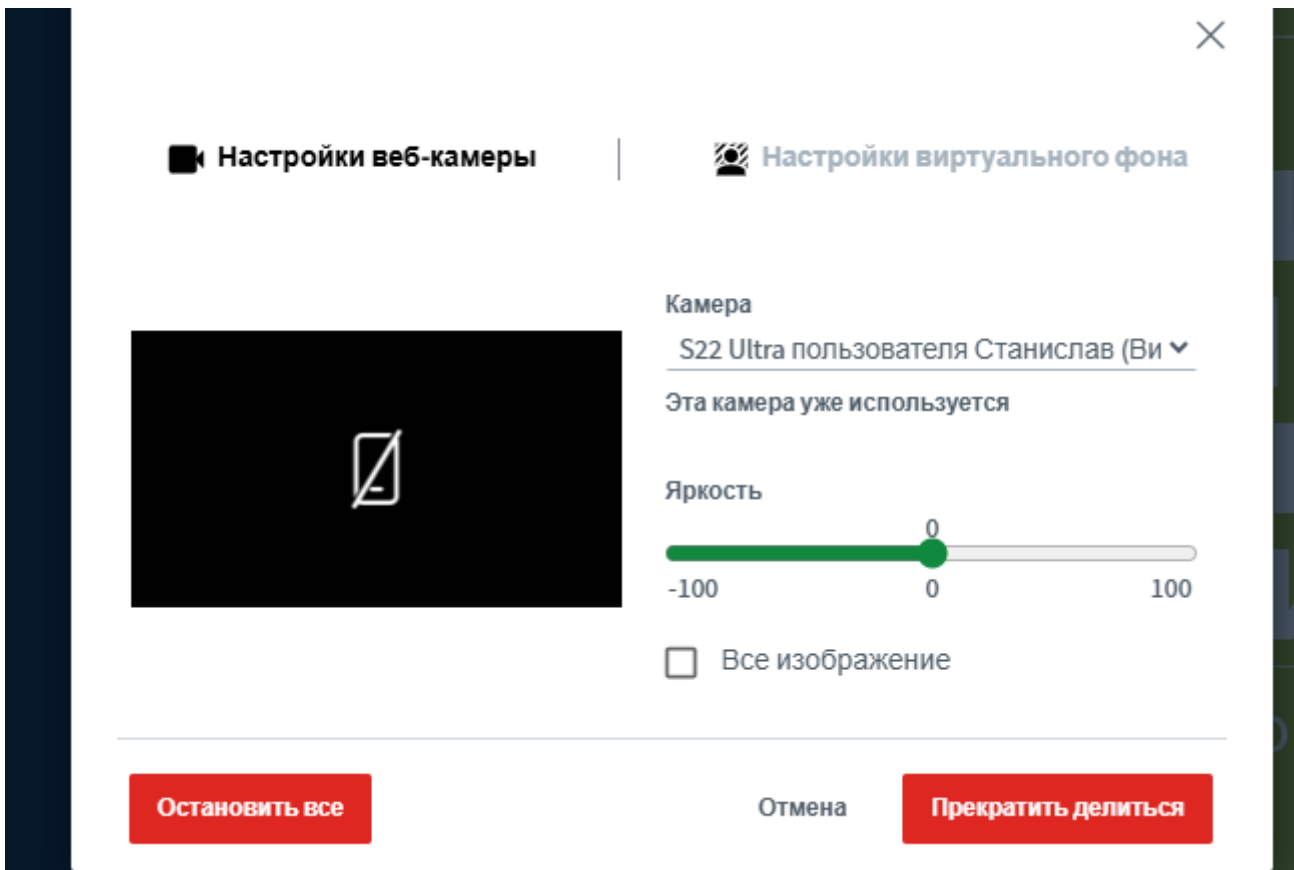 Настройки веб-камеры
Настройки виртуального фона
Камера
S22 Ultra пользователя Станислав (Ви
Эта камера уже используется
Яркость
0
-100
0
100
Все изображение
Остановить все
Отмена
Прекратить делиться